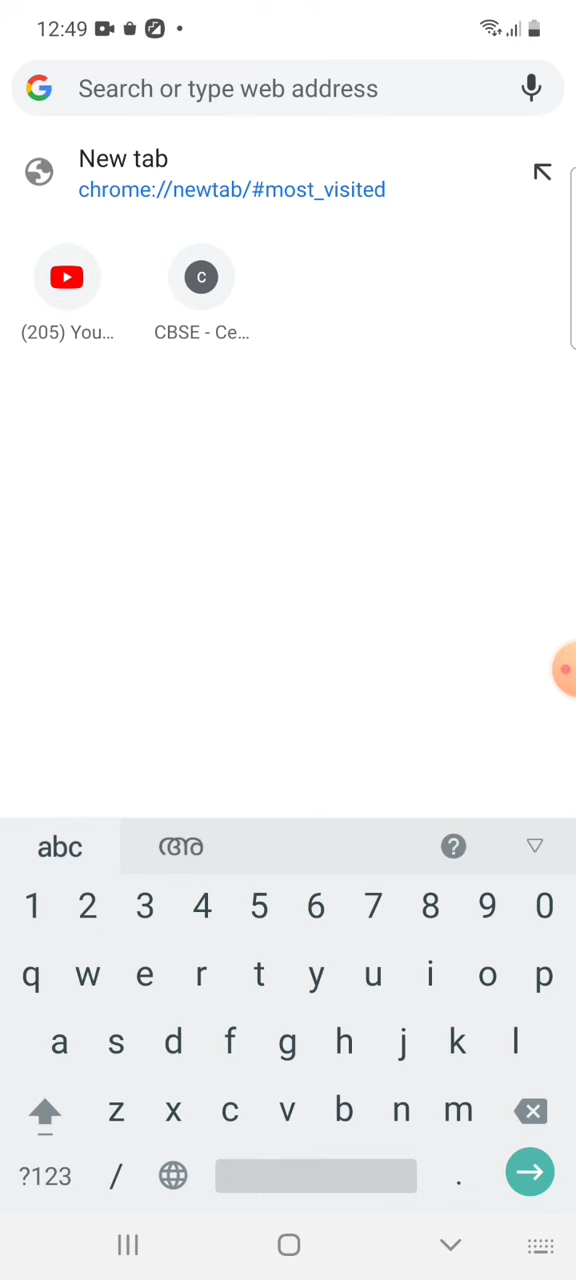 12:49
Search or type web address
New tab
chrome://newtab/#most_visited
C
(205) You...
CBSE - Ce...
abc
അ
?
1 2 3 4 5 6 7 8 9 0
q w e r t y u i o p
a s d f g h j k l
z x c v b n m
?123 / .